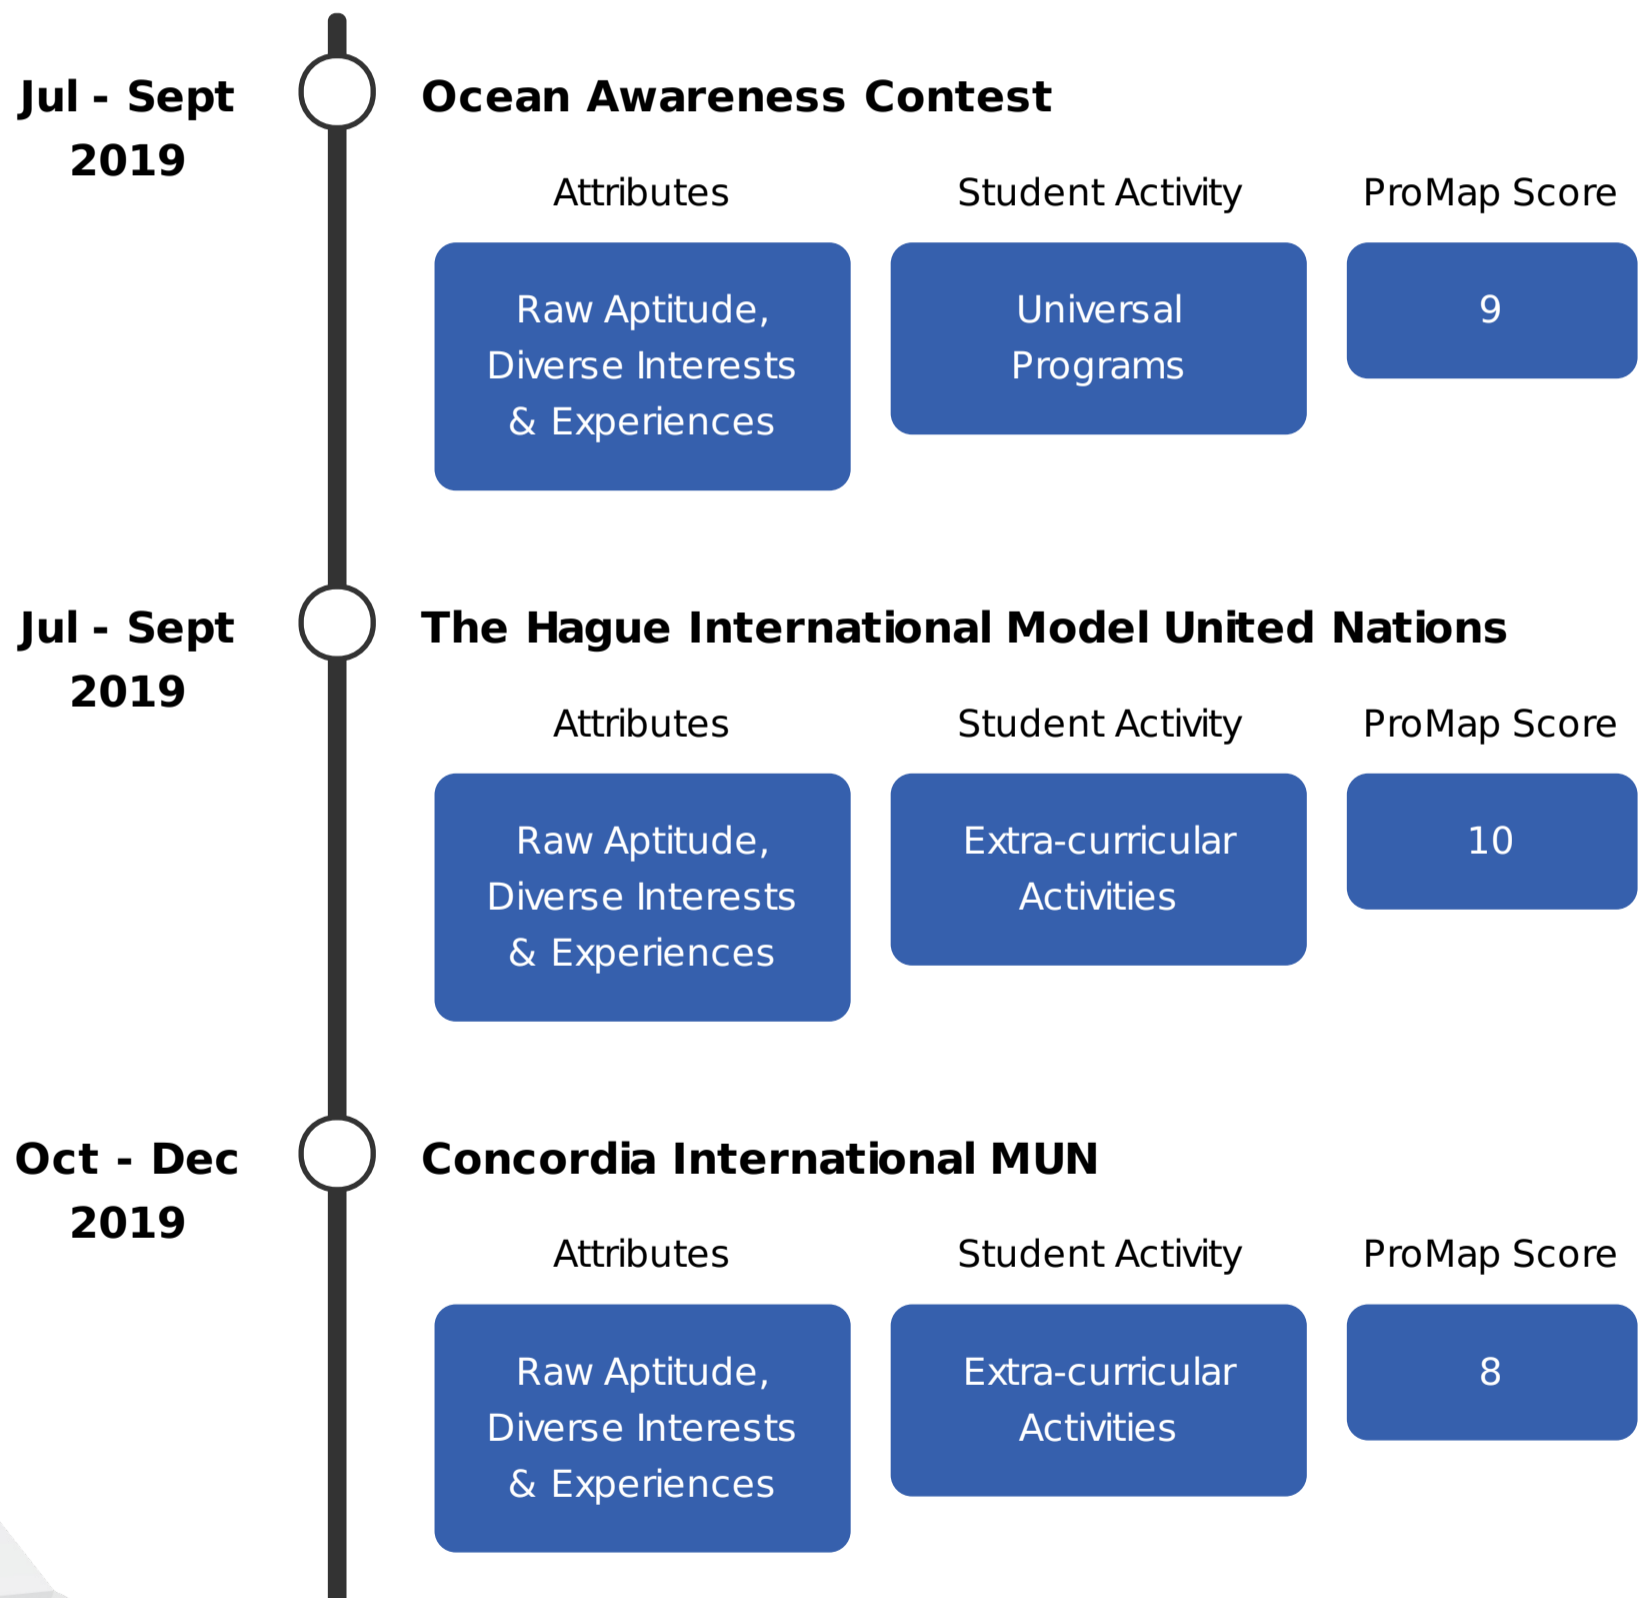 Jul - Sept
2019
Ocean Awareness Contest
Attributes
Student Activity
ProMap Score
Raw Aptitude,
Diverse Interests
& Experiences
Universal
Programs
9
Jul - Sept
2019
The Hague International Model United Nations
Attributes
Student Activity
ProMap Score
Raw Aptitude,
Diverse Interests
& Experiences
Extra-curricular
Activities
10
Oct - Dec
2019
Concordia International MUN
Attributes
Student Activity
ProMap Score
Raw Aptitude,
Diverse Interests
& Experiences
Extra-curricular
Activities
8